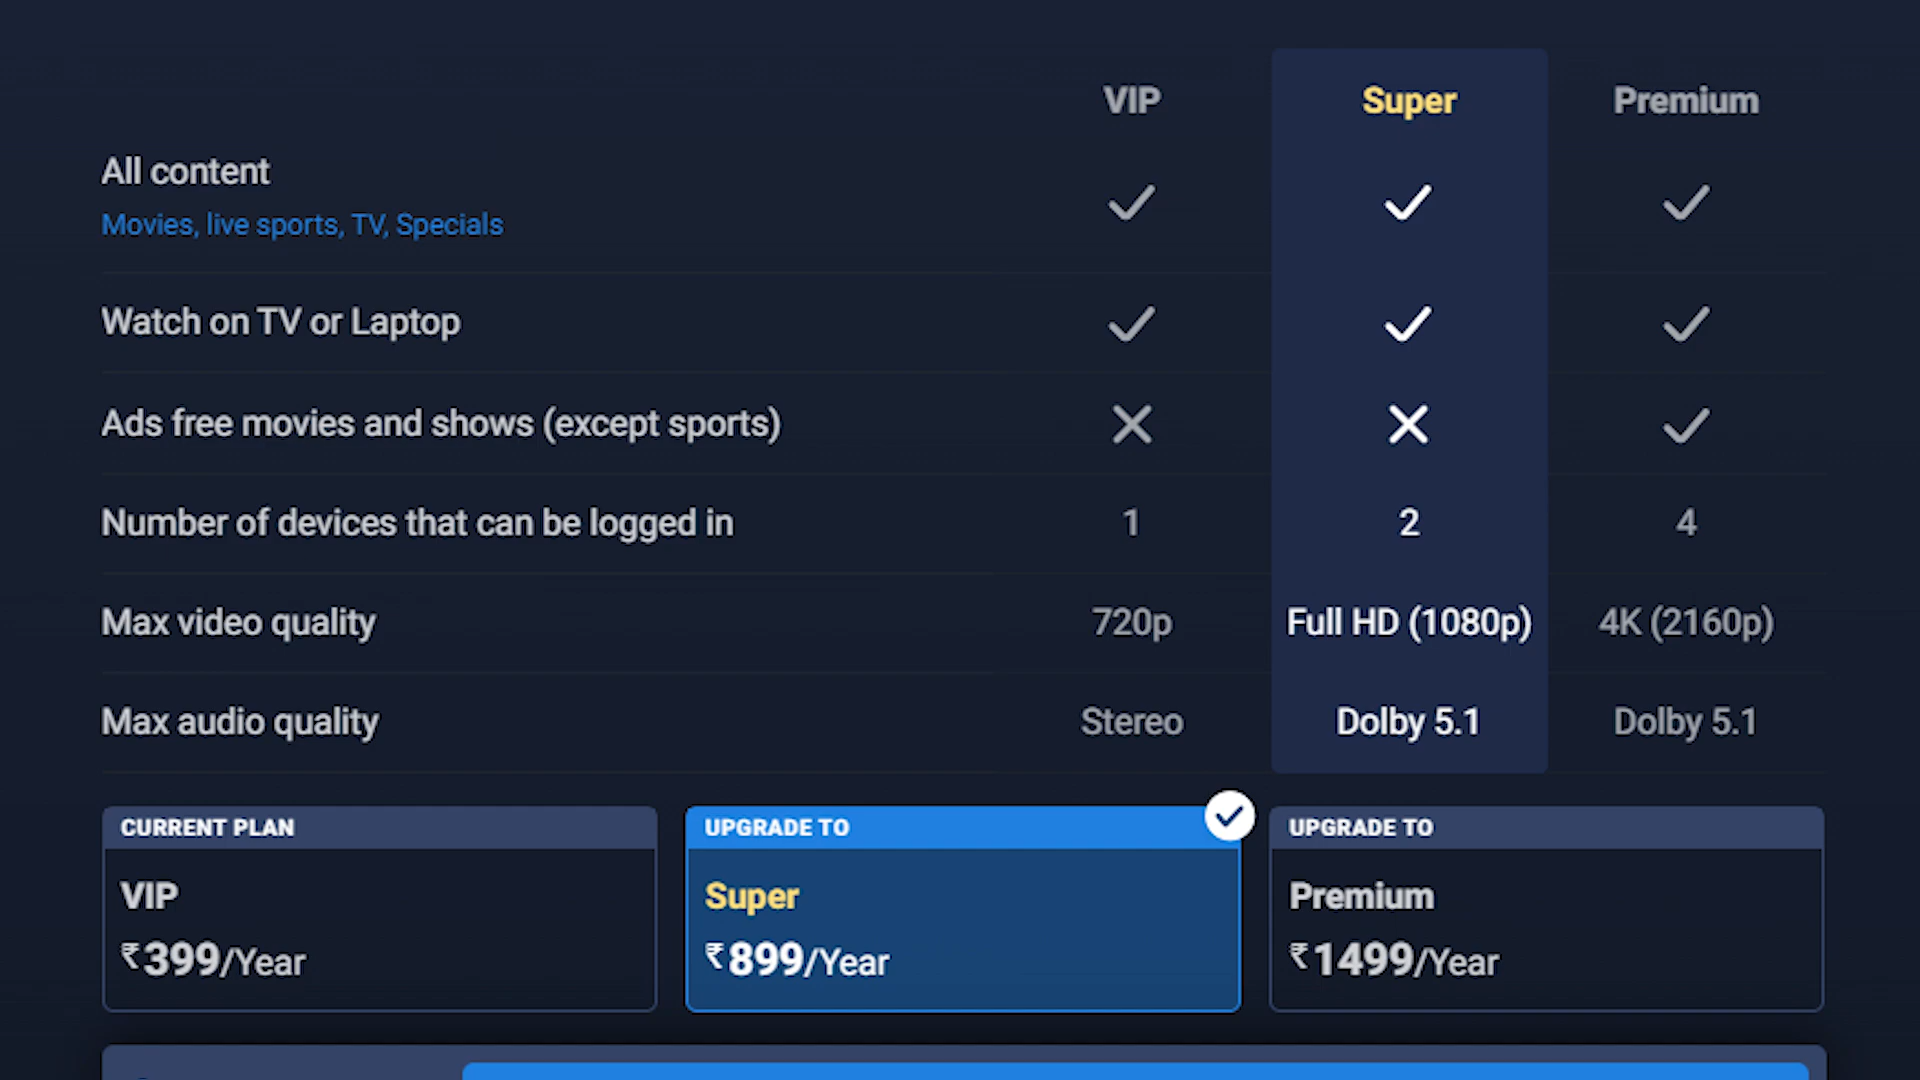 VIP Super Premium
All content
Movies, live sports, TV, Specials
Watch on TV or Laptop
Ads free movies and shows (except sports)
Number of devices that can be logged in 1 2 4
Max video quality 720p Full HD (1080p) 4K (2160p)
Max audio quality Stereo Dolby 5.1 Dolby 5.1
CURRENT PLAN
VIP
₹399/Year
UPGRADE TO
Super
₹899/Year
UPGRADE TO
Premium
₹1499/Year